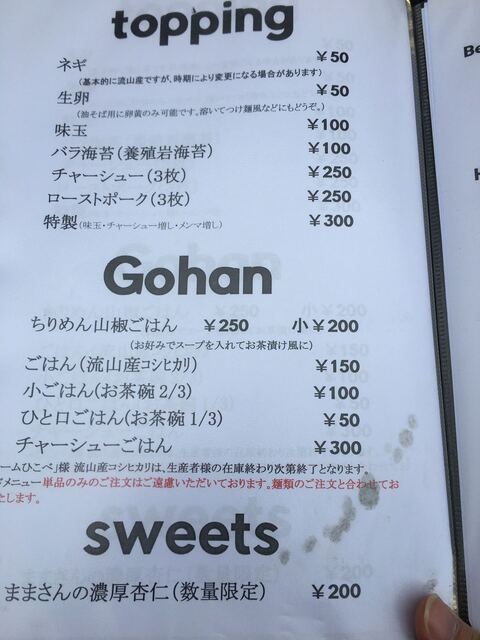 topping
ネギ ￥50
(基本的に流山産ですが、時期により変更になる場合があります)
生卵 ￥50
(油そば用に卵黄のみ可能です。溶いてつけ麺風などにもどうぞ。)
味玉 ￥100
バラ海苔(養殖岩海苔) ￥100
チャーシュー(3枚) ￥250
ローストポーク(3枚) ￥250
特製(味玉・チャーシュー増し・メンマ増し) ￥300
Gohan
ちりめん山椒ごはん ￥250 小￥200
(お好みでスープを入れてお茶漬け風に)
ごはん(流山産コシヒカリ) ￥150
小ごはん(お茶碗 2/3) ￥100
ひと口ごはん(お茶碗 1/3) ￥50
チャーシューごはん ￥300
ームひこべ」様 流山産コシヒカリは、生産者様の在庫終わり次第終了となります。
メニュー単品のみのご注文はご遠慮いただいております。麺類のご注文と合わせてお
たします。
sweets
ままさんの濃厚杏仁(数量限定) ￥200
Be
H